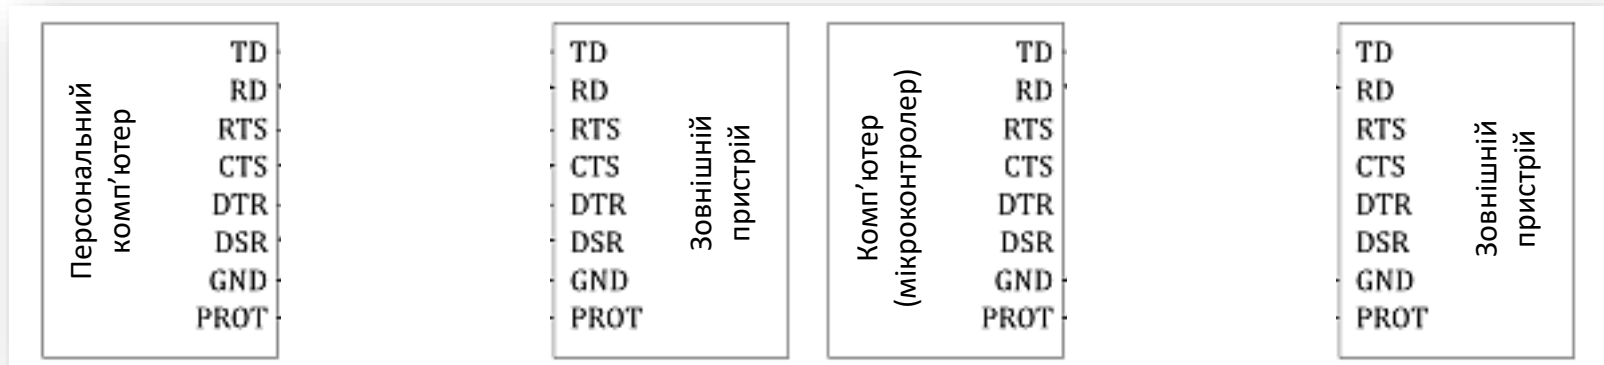 Персональний
комп’ютер
TD
RD
RTS
CTS
DTR
DSR
GND
PROT
TD
RD
RTS
CTS
DTR
DSR
GND
PROT
Зовнішній
пристрій
Комп’ютер
(мікроконтролер)
TD
RD
RTS
CTS
DTR
DSR
GND
PROT
TD
RD
RTS
CTS
DTR
DSR
GND
PROT
Зовнішній
пристрій